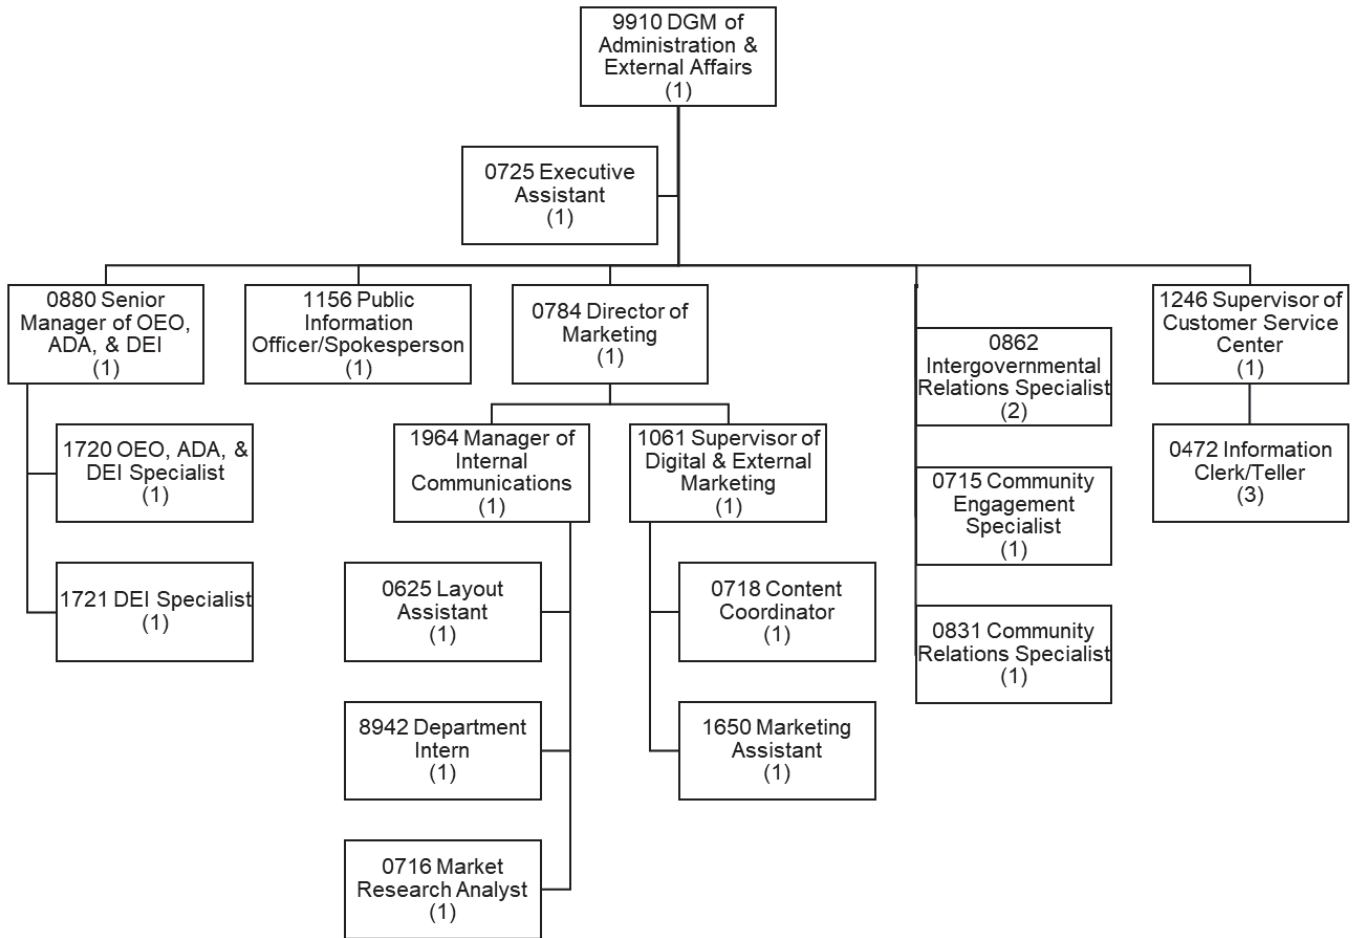 9910 DGM of
Administration &
External Affairs
(1)
0725 Executive
Assistant
(1)
0880 Senior
Manager of OEO,
ADA, & DEI
(1)
1156 Public
Information
Officer/Spokesperson
(1)
0784 Director of
Marketing
(1)
0862
Intergovernmental
Relations Specialist
(2)
1246 Supervisor of
Customer Service
Center
(1)
1720 OEO, ADA, &
DEI Specialist
(1)
1964 Manager of
Internal
Communications
(1)
1061 Supervisor of
Digital & External
Marketing
(1)
0715 Community
Engagement
Specialist
(1)
0472 Information
Clerk/Teller
(3)
1721 DEI Specialist
(1)
0625 Layout
Assistant
(1)
0718 Content
Coordinator
(1)
0831 Community
Relations Specialist
(1)
8942 Department
Intern
(1)
1650 Marketing
Assistant
(1)
0716 Market
Research Analyst
(1)